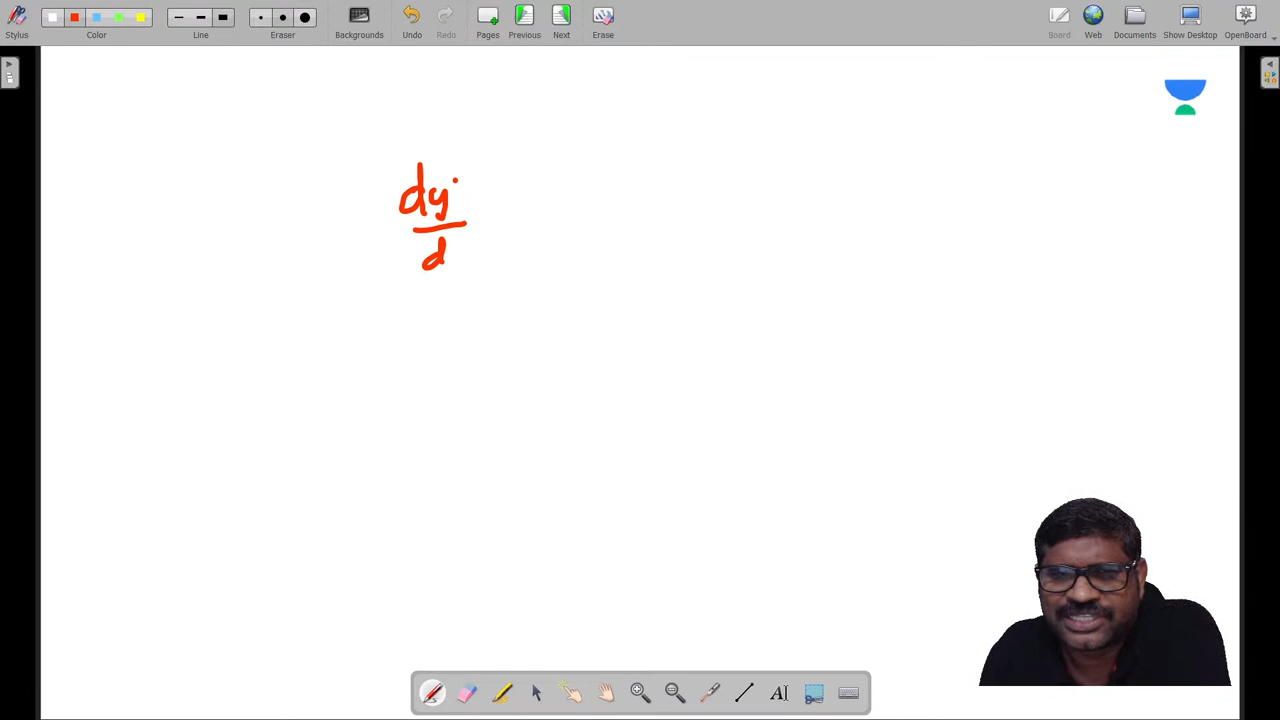 Stylus Color Line Eraser Backgrounds Undo Redo Pages Previous Next Erase Board Web Documents Show Desktop OpenBoard
dy
d